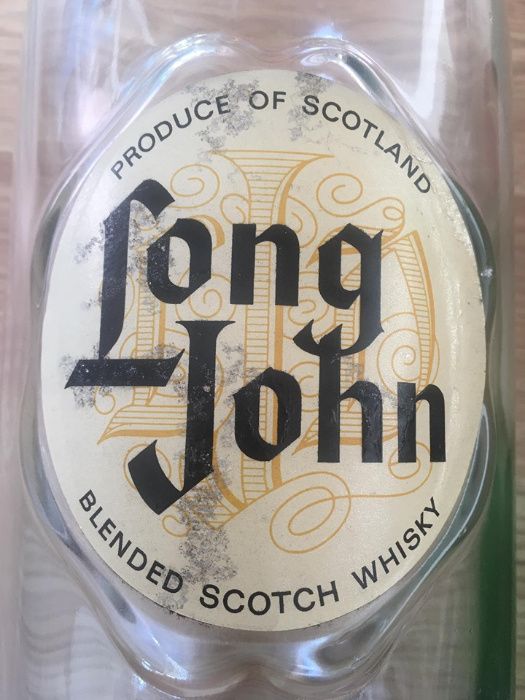 PRODUCE OF SCOTLAND
Long
John
BLENDED SCOTCH WHISKY